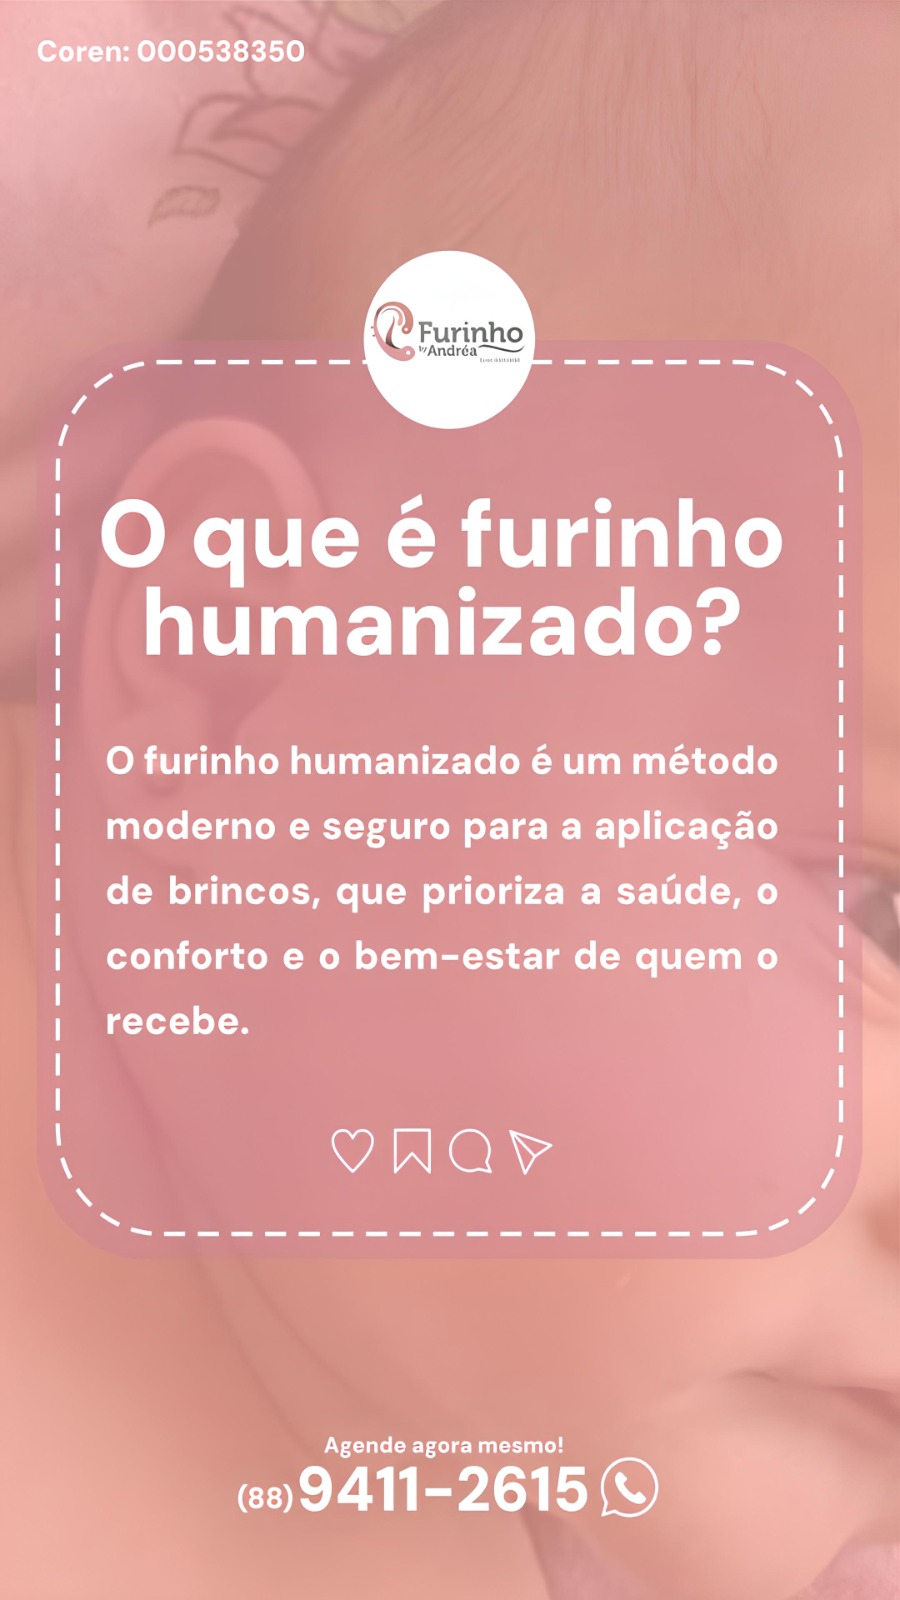 Coren: 000538350
Furinho
by Andréa
O que é furinho
humanizado?
O furinho humanizado é um método
moderno e seguro para a aplicação
de brincos, que prioriza a saúde, o
conforto e o bem-estar de quem o
recebe.
Agende agora mesmo!
(88) 9411-2615